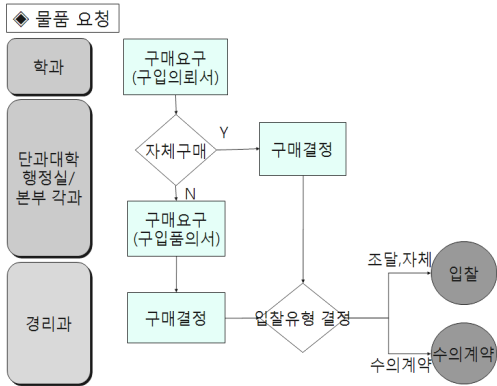 ◈ 물품 요청
학과
구매요구
(구입의뢰서)
단과대학
행정실/
본부 각과
자체구매
Y
구매결정
N
구매요구
(구입품의서)
경리과
구매결정
입찰유형 결정
조달,자체
입찰
수의계약
수의계약